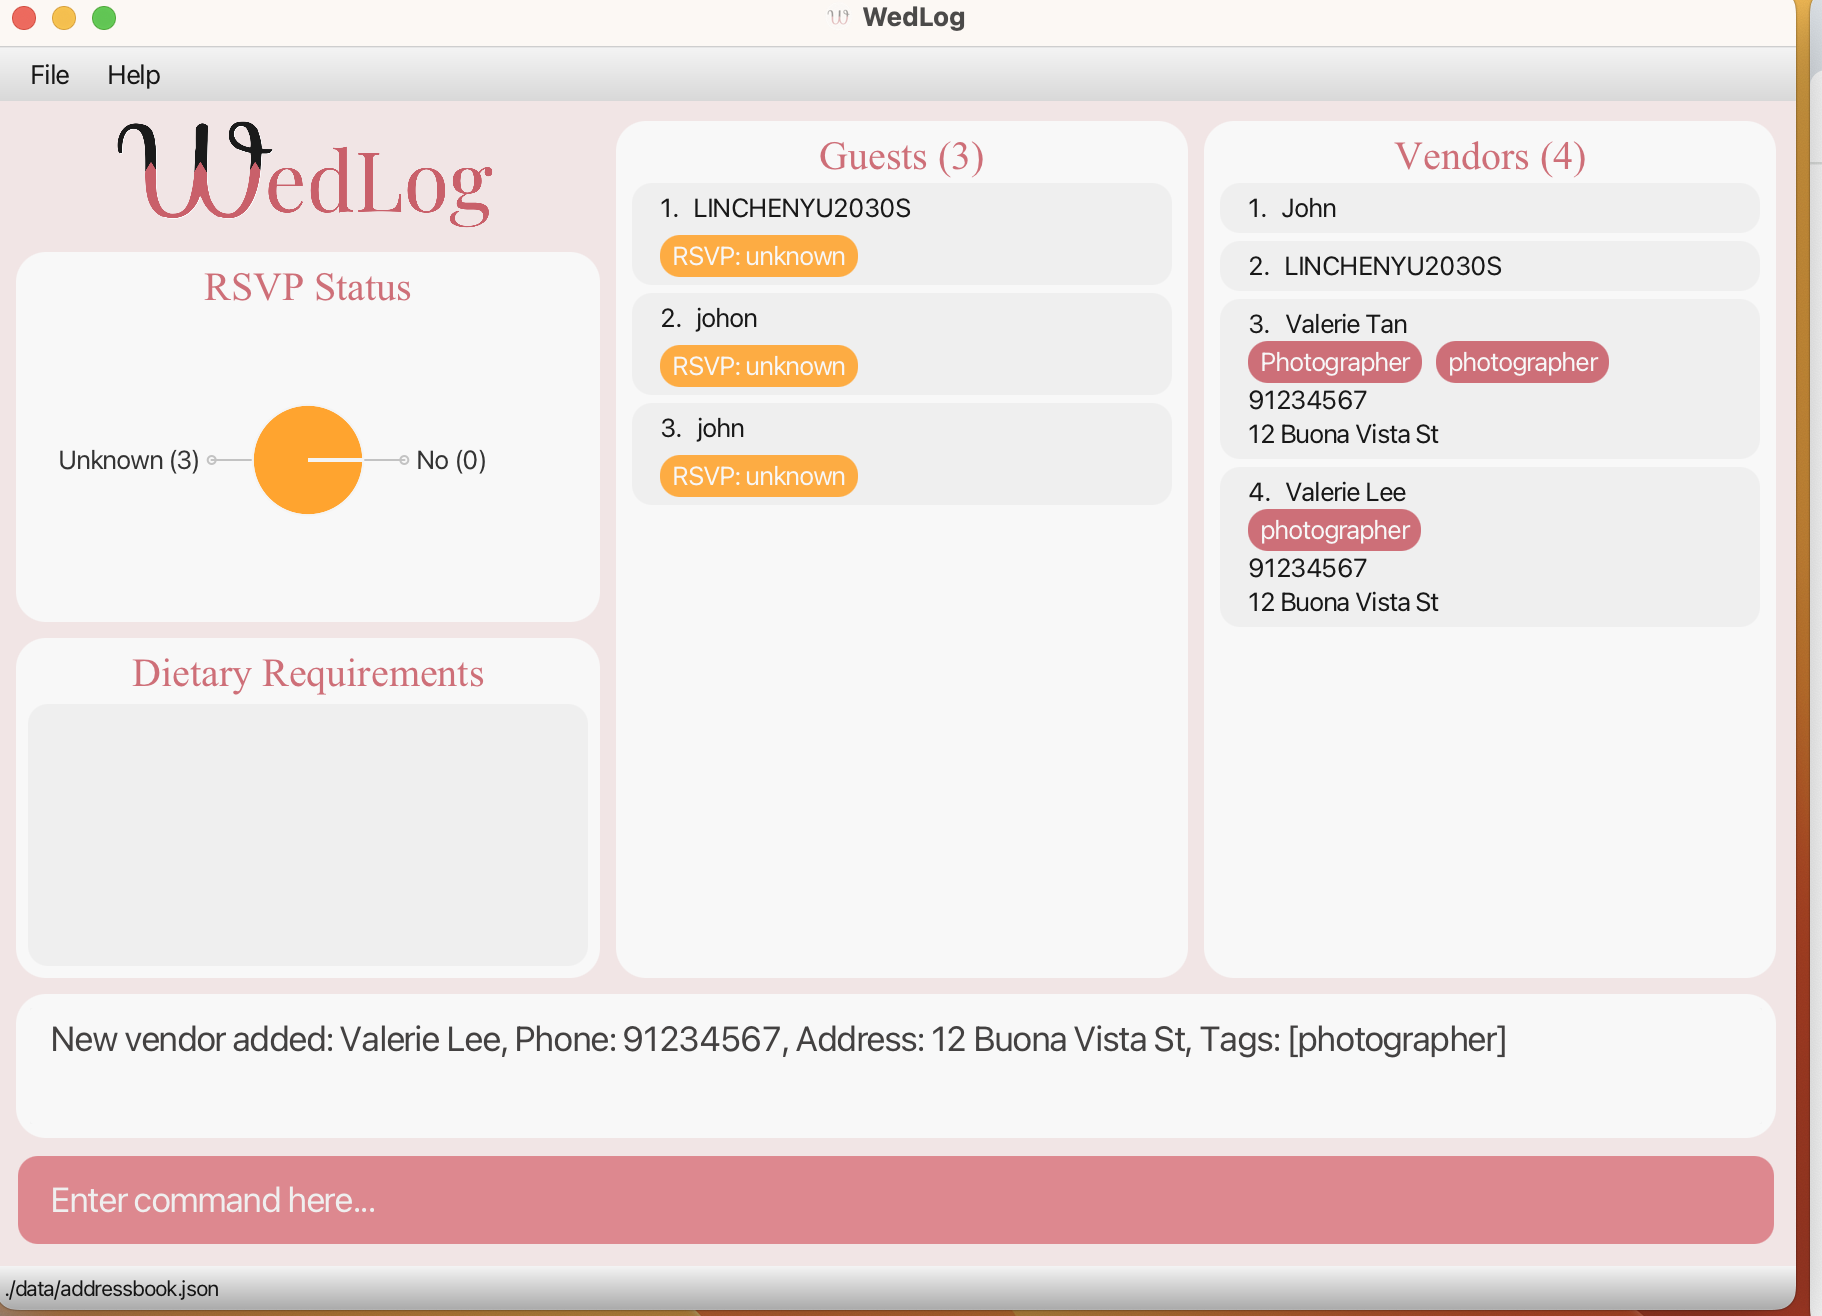 WedLog
File Help
WedLog
RSVP Status
Unknown (3)
No (0)
Dietary Requirements
Guests (3)
1. LINCHENYU2030S
RSVP: unknown
2. johon
RSVP: unknown
3. john
RSVP: unknown
Vendors (4)
1. John
2. LINCHENYU2030S
3. Valerie Tan
Photographer photographer
91234567
12 Buona Vista St
4. Valerie Lee
photographer
91234567
12 Buona Vista St
New vendor added: Valerie Lee, Phone: 91234567, Address: 12 Buona Vista St, Tags: [photographer]
Enter command here...
./data/addressbook.json